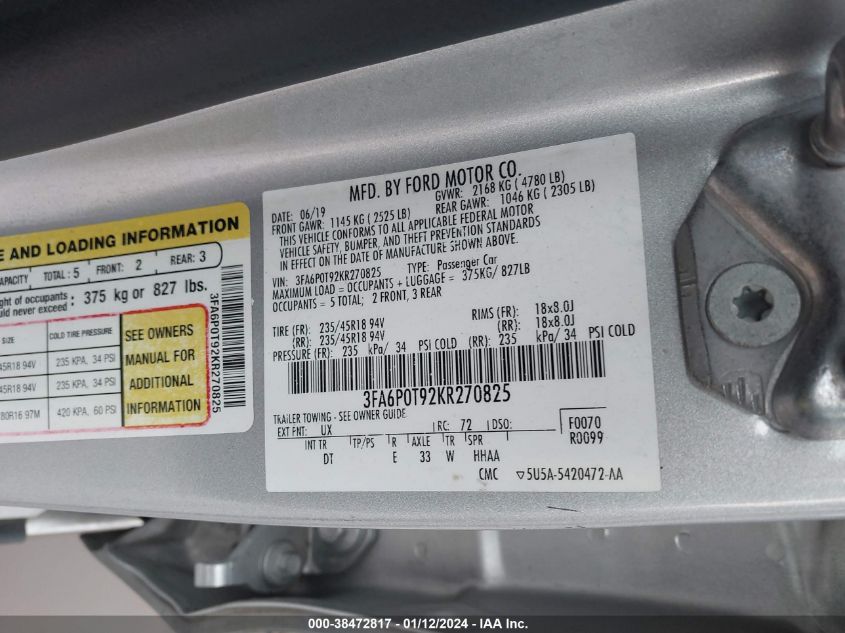 E AND LOADING INFORMATION
CAPACITY TOTAL: 5 FRONT: 2 REAR: 3
ght of occupants : 375 kg or 827 lbs.
uld never exceed
SIZE COLD TIRE PRESSURE
45R18 94V 235 KPA, 34 PSI
45R18 94V 235 KPA, 34 PSI
80R16 97M 420 KPA, 60 PSI
SEE OWNERS
MANUAL FOR
ADDITIONAL
INFORMATION
3FA6P0T92KR270825
MFD. BY FORD MOTOR CO.
DATE: 06/19 GVWR: 2168 KG ( 4780 LB)
FRONT GAWR: 1145 KG ( 2525 LB) REAR GAWR: 1046 KG ( 2305 LB)
THIS VEHICLE CONFORMS TO ALL APPLICABLE FEDERAL MOTOR
VEHICLE SAFETY, BUMPER, AND THEFT PREVENTION STANDARDS
IN EFFECT ON THE DATE OF MANUFACTURE SHOWN ABOVE.
VIN: 3FA6P0T92KR270825 TYPE: Passenger Car
MAXIMUM LOAD = OCCUPANTS + LUGGAGE = 375KG/ 827LB
OCCUPANTS = 5 TOTAL; 2 FRONT, 3 REAR
TIRE (FR): 235/45R18 94V RIMS (FR): 18x8.0J
(RR): 235/45R18 94V (RR): 18x8.0J
PRESSURE (FR): 235 kPa/ 34 PSI COLD (RR): 235 kPa/ 34 PSI COLD
3FA6P0T92KR270825
TRAILER TOWING - SEE OWNER GUIDE.
EXT PNT: UX RC: 72 DSO: F0070
INT TR TP/PS R AXLE TR SPR R0099
DT E 33 W HHAA
CMC ▽5U5A-5420472-AA
000-38472817 - 01/12/2024 - IAA Inc.